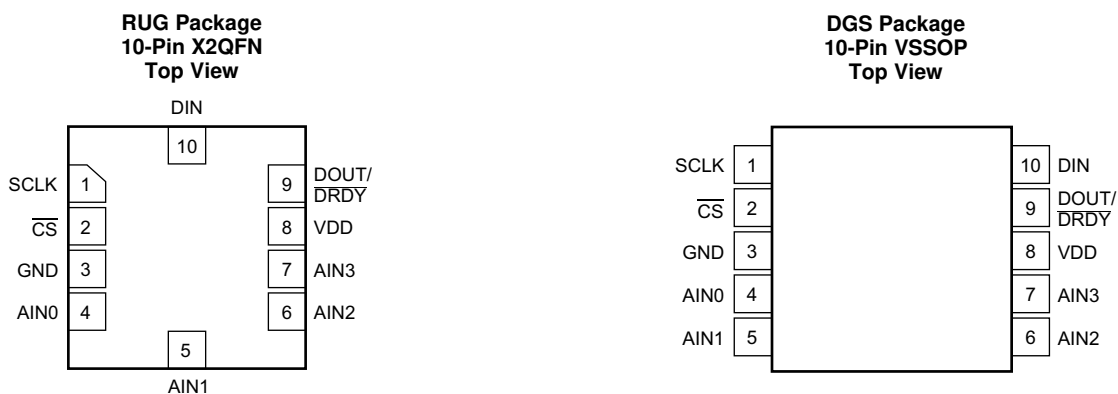 RUG Package
10-Pin X2QFN
Top View
DIN
10
SCLK 1
9 DOUT/
DRDY
CS 2
8 VDD
GND 3
7 AIN3
AIN0 4
6 AIN2
5
AIN1
DGS Package
10-Pin VSSOP
Top View
SCLK 1
10 DIN
CS 2
9 DOUT/
DRDY
GND 3
8 VDD
AIN0 4
7 AIN3
AIN1 5
6 AIN2